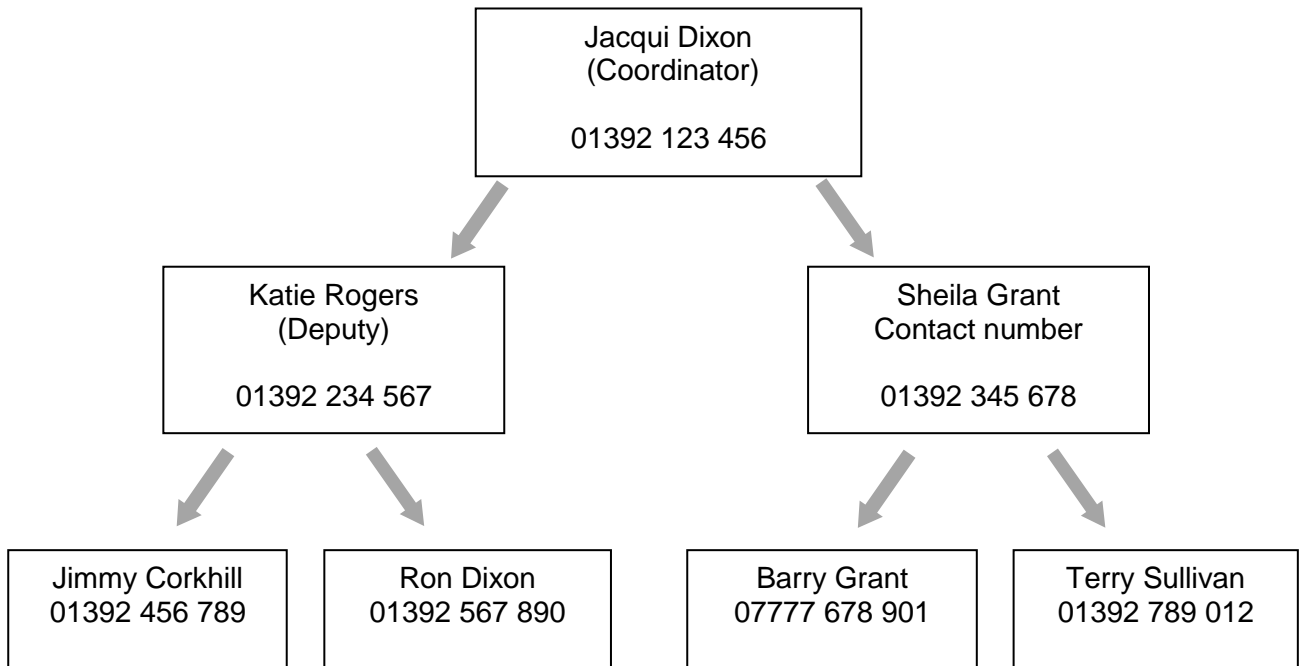 Jacqui Dixon
(Coordinator)
01392 123 456
Katie Rogers
(Deputy)
01392 234 567
Sheila Grant
Contact number
01392 345 678
Jimmy Corkhill
01392 456 789
Ron Dixon
01392 567 890
Barry Grant
07777 678 901
Terry Sullivan
01392 789 012